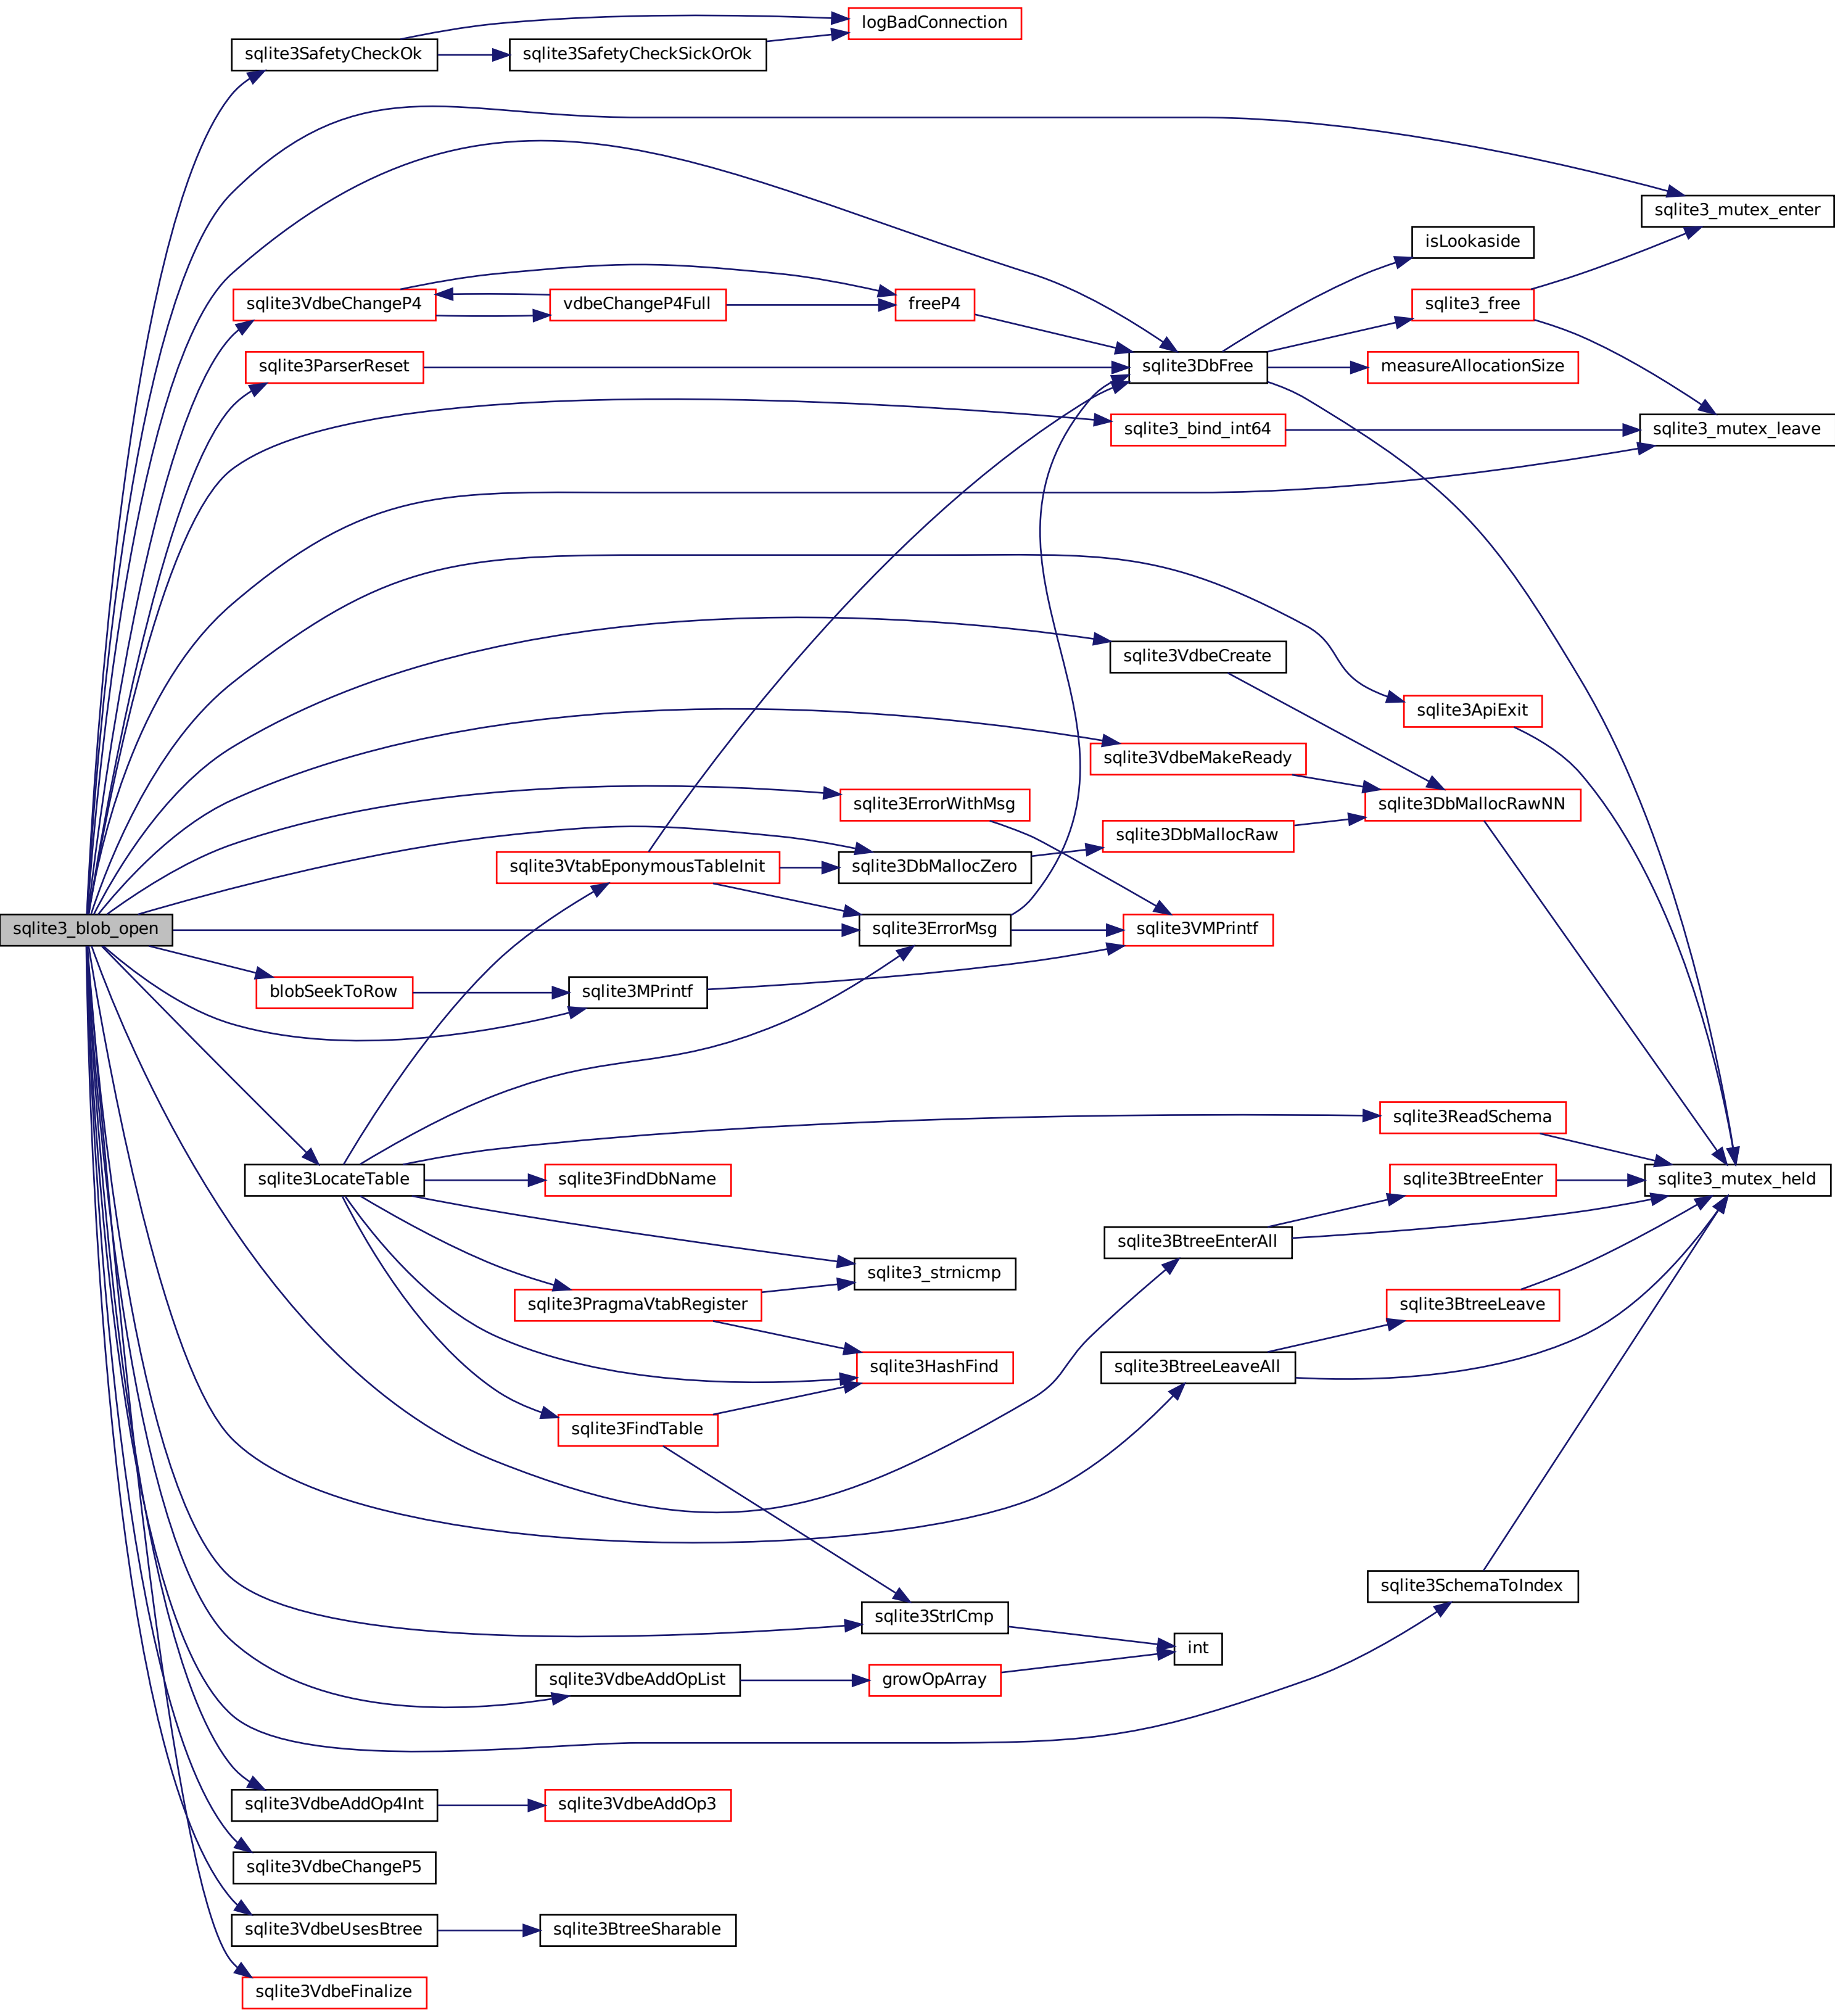 logBadConnection
sqlite3SafetyCheckOk
sqlite3SafetyCheckSickOrOk
sqlite3_mutex_enter
isLookaside
sqlite3VdbeChangeP4
vdbeChangeP4Full
freeP4
sqlite3_free
sqlite3ParserReset
sqlite3DbFree
measureAllocationSize
sqlite3_bind_int64
sqlite3_mutex_leave
sqlite3VdbeCreate
sqlite3ApiExit
sqlite3VdbeMakeReady
sqlite3ErrorWithMsg
sqlite3DbMallocRawNN
sqlite3DbMallocRaw
sqlite3VtabEponymousTableInit
sqlite3DbMallocZero
sqlite3_blob_open
sqlite3ErrorMsg
sqlite3VMPrintf
blobSeekToRow
sqlite3MPrintf
sqlite3ReadSchema
sqlite3LocateTable
sqlite3FindDbName
sqlite3BtreeEnter
sqlite3_mutex_held
sqlite3BtreeEnterAll
sqlite3_strnicmp
sqlite3PragmaVtabRegister
sqlite3BtreeLeave
sqlite3HashFind
sqlite3BtreeLeaveAll
sqlite3FindTable
sqlite3SchemaToIndex
sqlite3StrICmp
int
sqlite3VdbeAddOpList
growOpArray
sqlite3VdbeAddOp4Int
sqlite3VdbeAddOp3
sqlite3VdbeChangeP5
sqlite3VdbeUsesBtree
sqlite3BtreeSharable
sqlite3VdbeFinalize